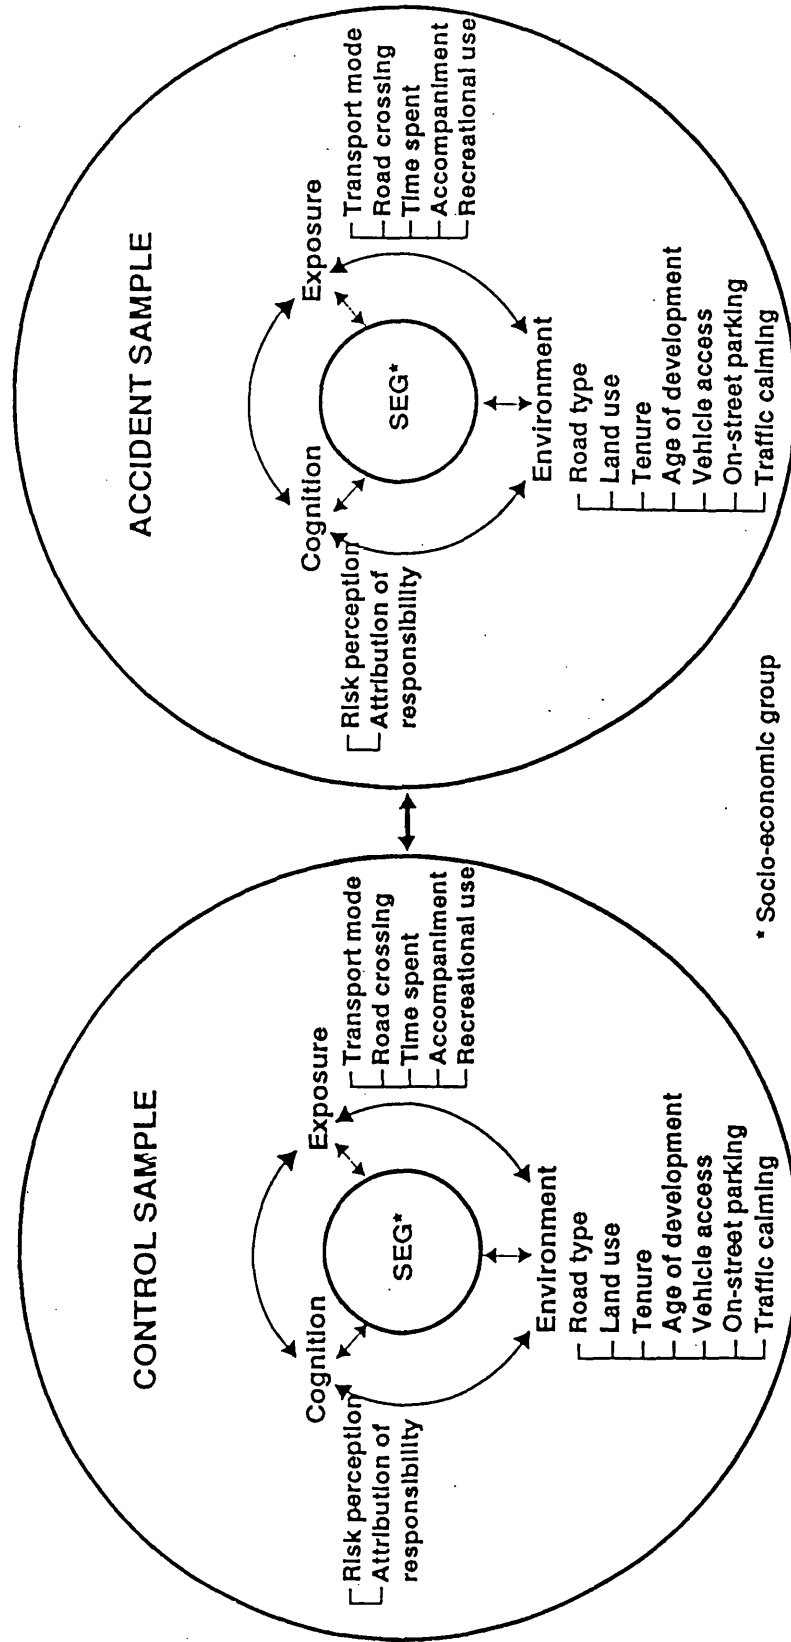 CONTROL SAMPLE
Cognition
Exposure
SEG*
Risk perception
Attribution of
responsibility
Transport mode
Road crossing
Time spent
Accompaniment
Recreational use
Environment
Road type
Land use
Tenure
Age of development
Vehicle access
On-street parking
Traffic calming
ACCIDENT SAMPLE
Cognition
Exposure
SEG*
Risk perception
Attribution of
responsibility
Transport mode
Road crossing
Time spent
Accompaniment
Recreational use
Environment
Road type
Land use
Tenure
Age of development
Vehicle access
On-street parking
Traffic calming
* Socio-economic group